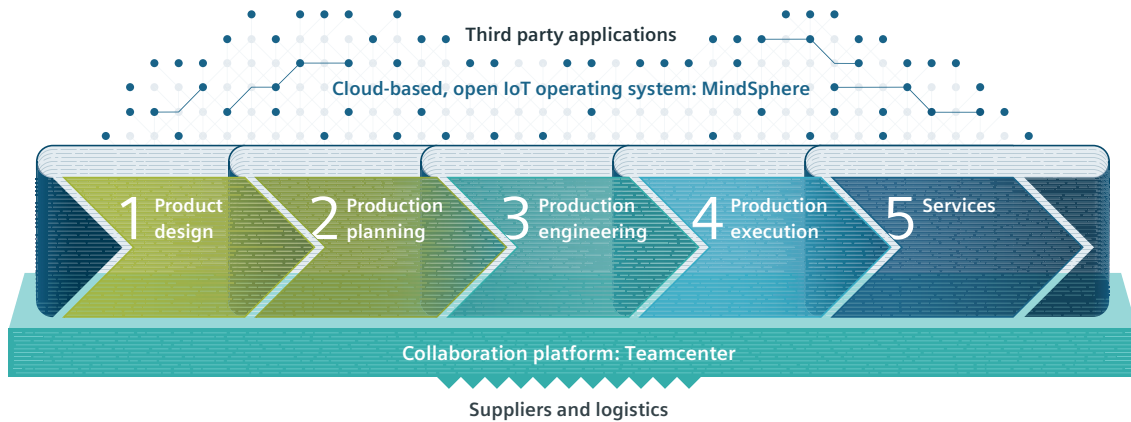 Third party applications
Cloud-based, open IoT operating system: MindSphere
1 Product
design
2 Production
planning
3 Production
engineering
4 Production
execution
5 Services
Collaboration platform: Teamcenter
Suppliers and logistics